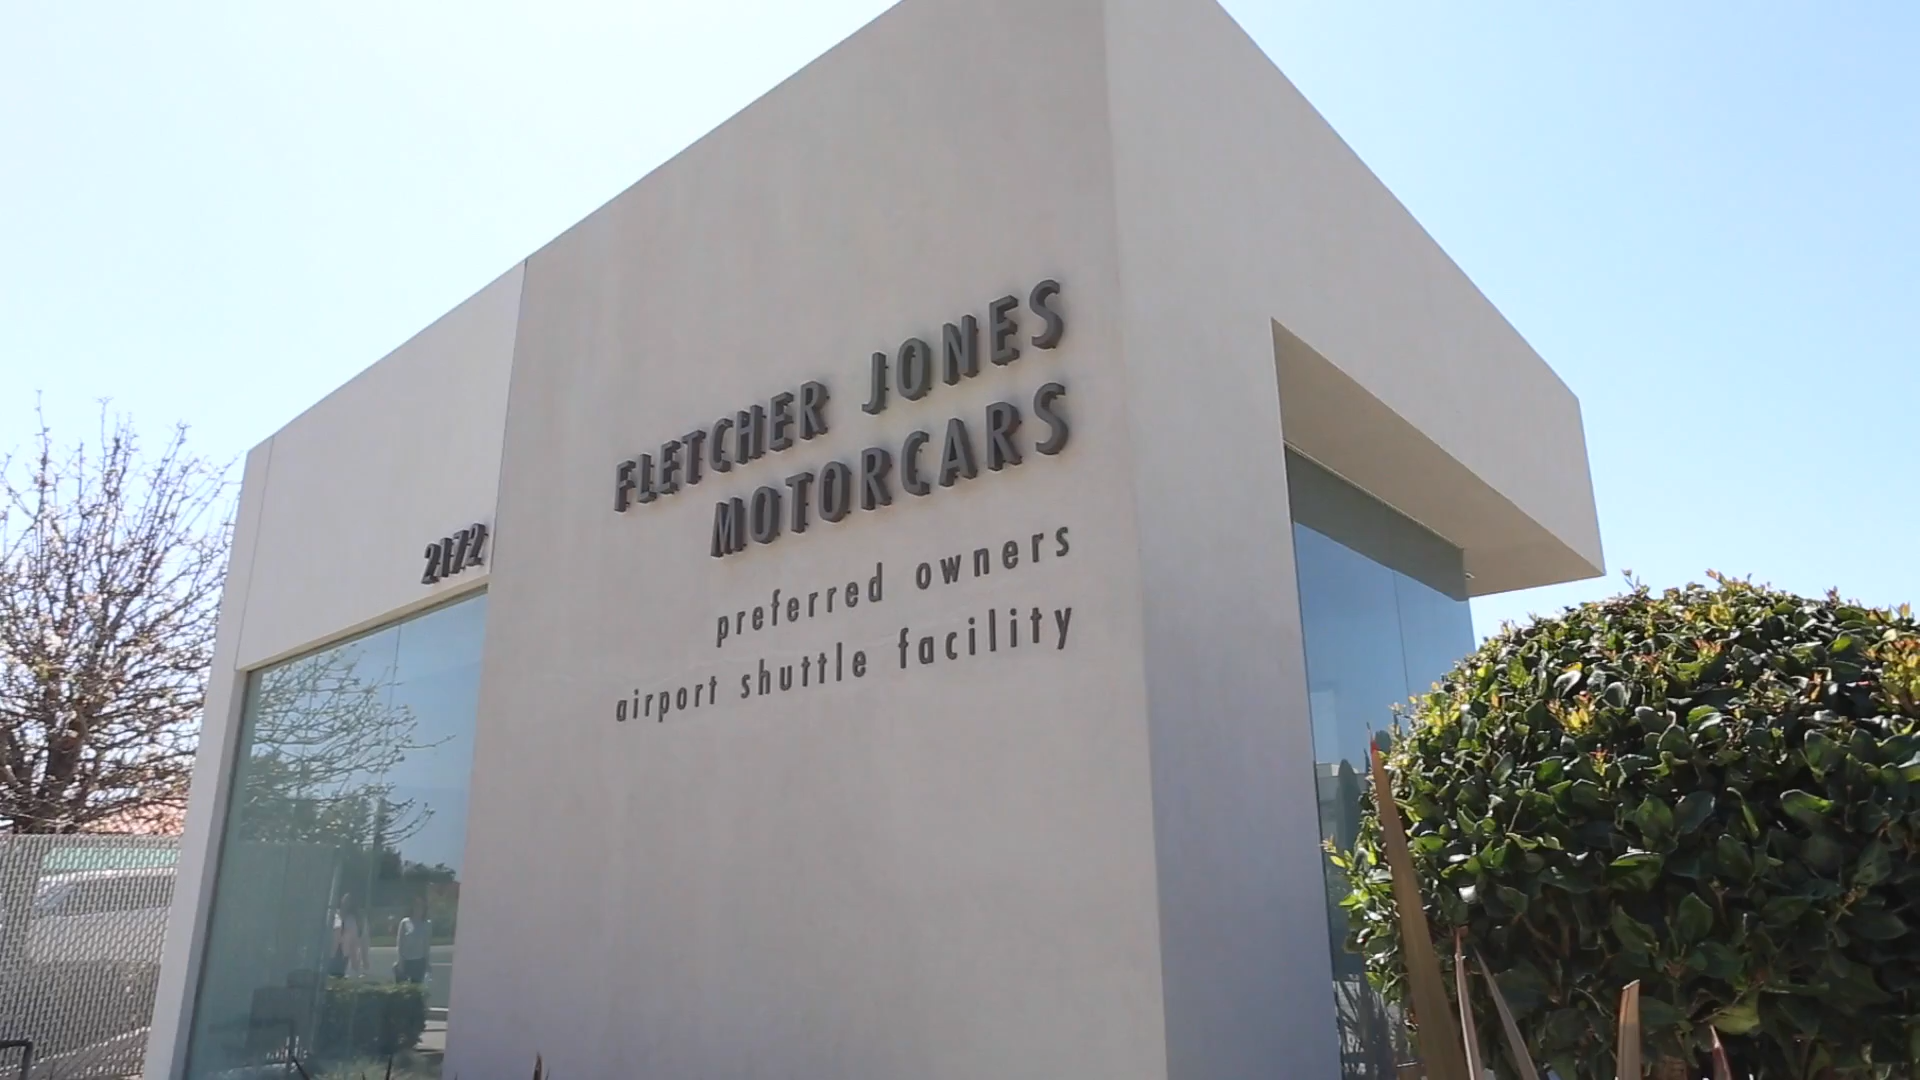 2172
FLETCHER JONES
MOTORCARS
preferred owners
airport shuttle facility